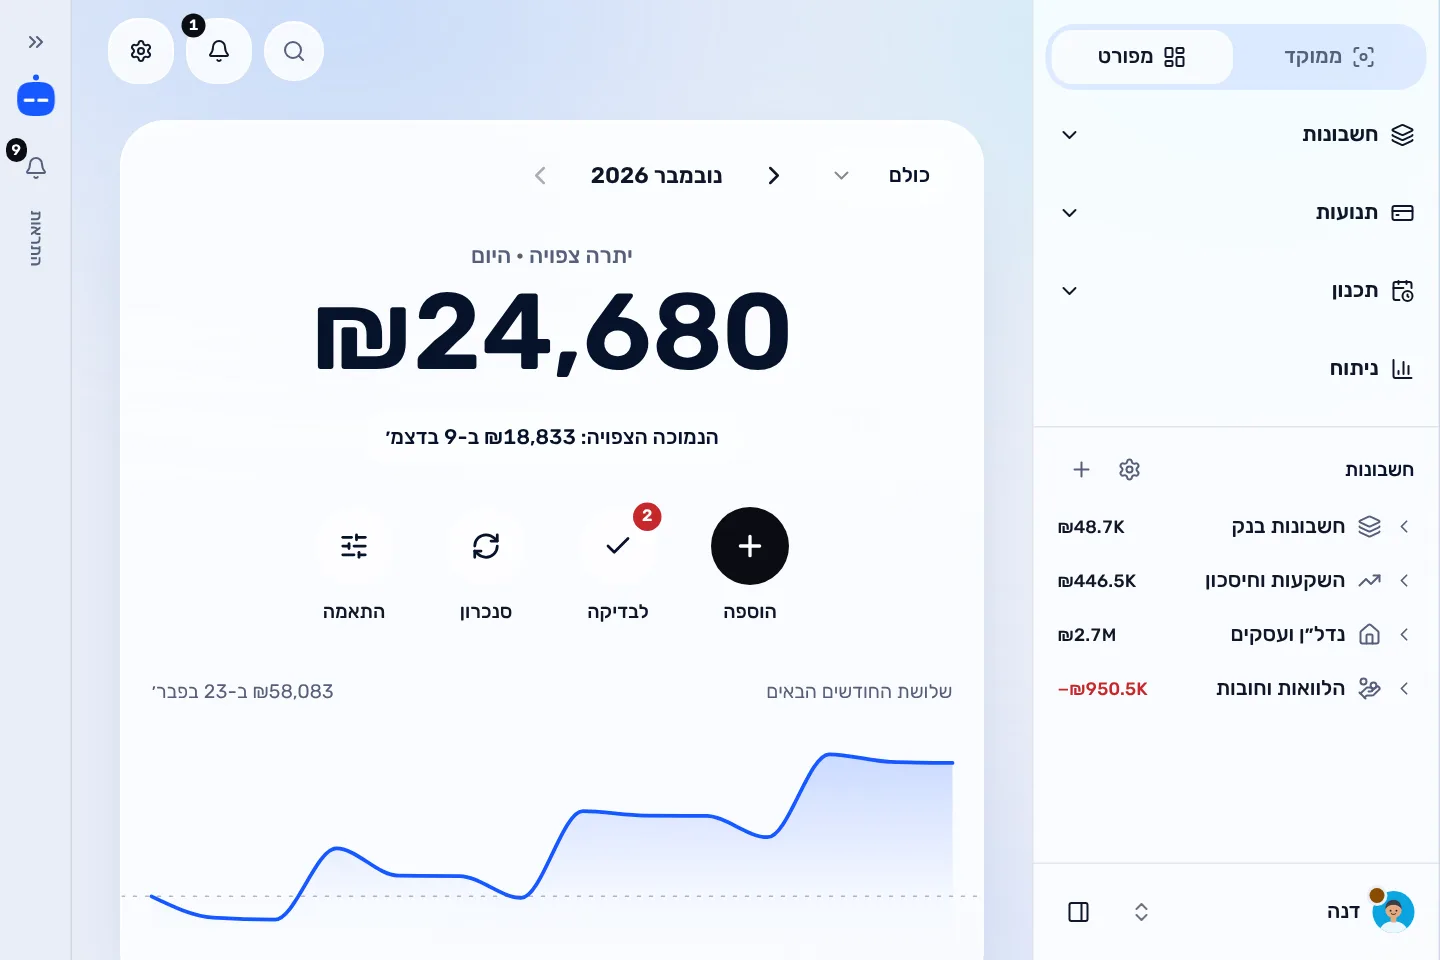 ממוקד
מפורט
חשבונות
תנועות
תכנון
ניתוח
חשבונות
חשבונות בנק
₪48.7K
השקעות וחיסכון
₪446.5K
נדל״ן ועסקים
₪2.7M
הלוואות וחובות
−₪950.5K
דנה
1
כולם
נובמבר 2026
יתרה צפויה • היום
₪24,680
הנמוכה הצפויה: ₪18,833 ב-9 בדצמ׳
הוספה
2
לבדיקה
סנכרון
התאמה
שלושת החודשים הבאים
₪58,083 ב-23 בפבר׳
9
התראות